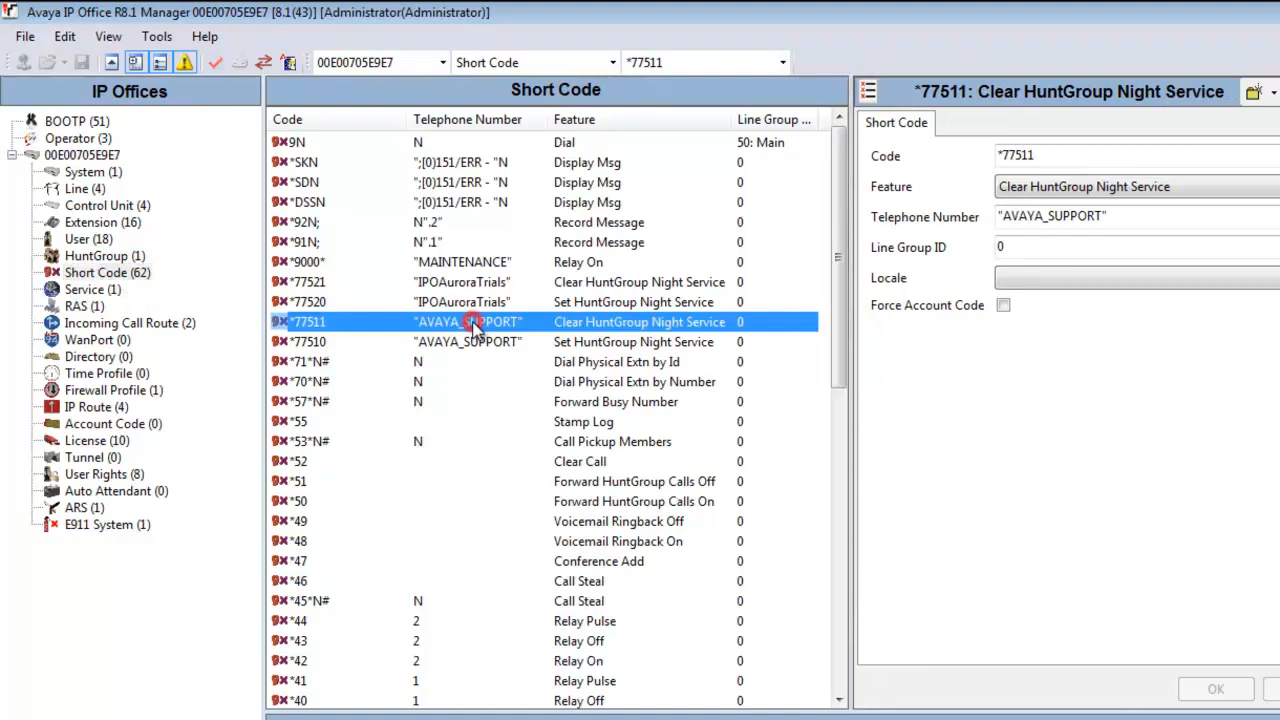 Avaya IP Office R8.1 Manager 00E00705E9E7 [8.1(43)] [Administrator(Administrator)]
File Edit View Tools Help
00E00705E9E7 Short Code *77511
IP Offices
BOOTP (51)
Operator (3)
00E00705E9E7
System (1)
Line (4)
Control Unit (4)
Extension (16)
User (18)
HuntGroup (1)
Short Code (62)
Service (1)
RAS (1)
Incoming Call Route (2)
WanPort (0)
Directory (0)
Time Profile (0)
Firewall Profile (1)
IP Route (4)
Account Code (0)
License (10)
Tunnel (0)
User Rights (8)
Auto Attendant (0)
ARS (1)
E911 System (1)
Short Code
Code Telephone Number Feature Line Group ...
9N N Dial 50: Main
*SKN ";[0)151/ERR - "N Display Msg 0
*SDN ";[0)151/ERR - "N Display Msg 0
*DSSN ";[0)151/ERR - "N Display Msg 0
*92N; N".2" Record Message 0
*91N; N".1" Record Message 0
*9000* "MAINTENANCE" Relay On 0
*77521 "IPOAuroraTrials" Clear HuntGroup Night Service 0
*77520 "IPOAuroraTrials" Set HuntGroup Night Service 0
*77511 "AVAYA_SUPPORT" Clear HuntGroup Night Service 0
*77510 "AVAYA_SUPPORT" Set HuntGroup Night Service 0
*71*N# N Dial Physical Extn by Id 0
*70*N# N Dial Physical Extn by Number 0
*57*N# N Forward Busy Number 0
*55 Stamp Log 0
*53*N# N Call Pickup Members 0
*52 Clear Call 0
*51 Forward HuntGroup Calls Off 0
*50 Forward HuntGroup Calls On 0
*49 Voicemail Ringback Off 0
*48 Voicemail Ringback On 0
*47 Conference Add 0
*46 Call Steal 0
*45*N# N Call Steal 0
*44 2 Relay Pulse 0
*43 2 Relay Off 0
*42 2 Relay On 0
*41 1 Relay Pulse 0
*40 1 Relay Off 0
*77511: Clear HuntGroup Night Service
Short Code
Code *77511
Feature Clear HuntGroup Night Service
Telephone Number "AVAYA_SUPPORT"
Line Group ID 0
Locale
Force Account Code
OK